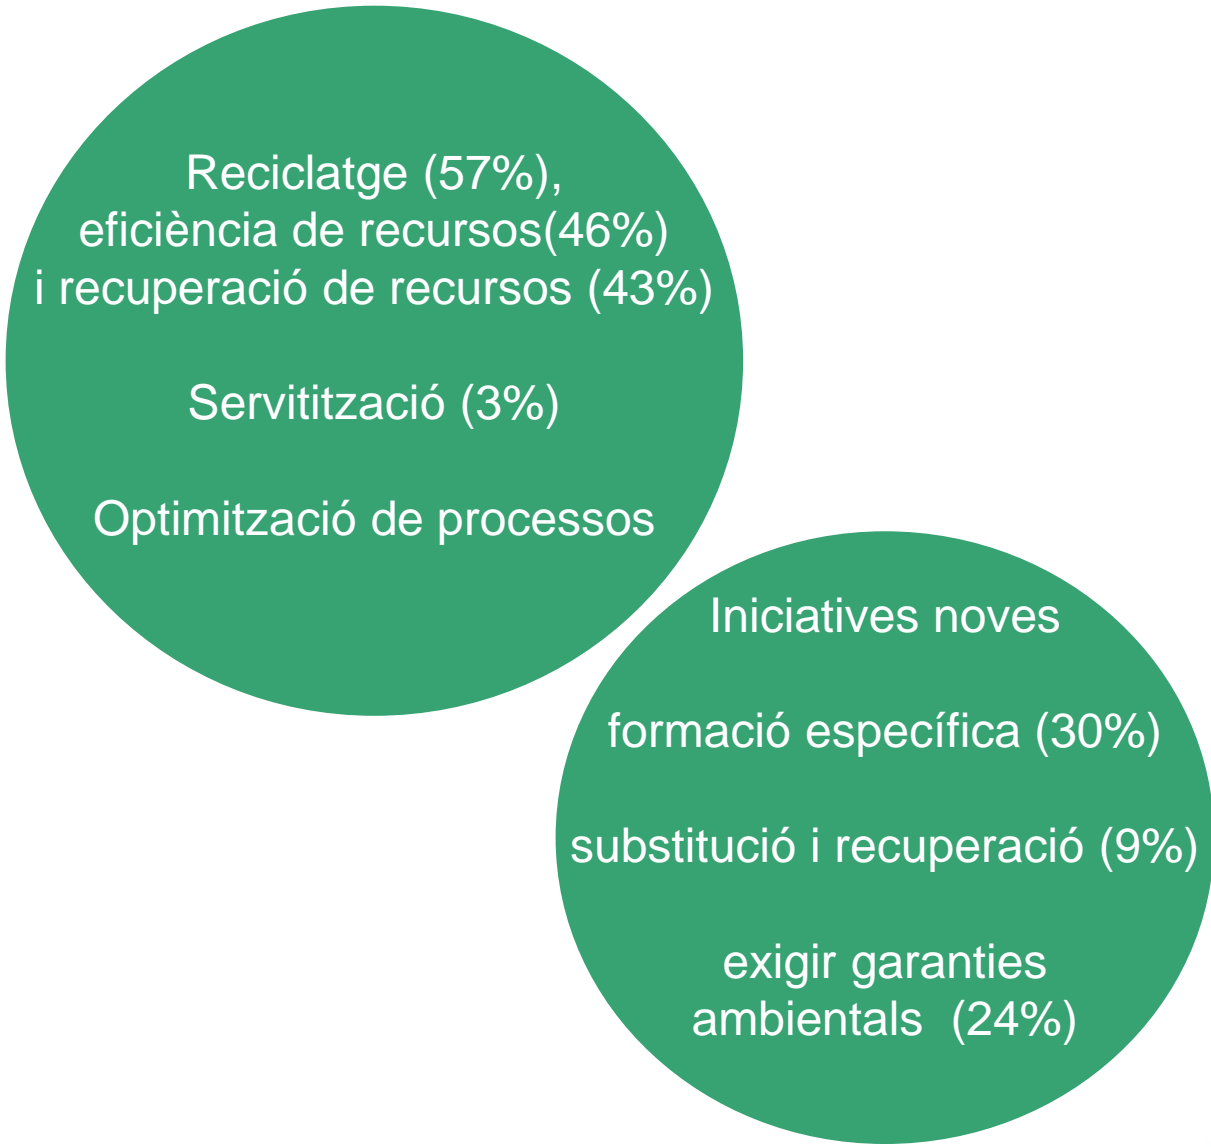 Reciclatge (57%),
eficiència de recursos(46%)
i recuperació de recursos (43%)
Servitització (3%)
Optimització de processos
Iniciatives noves
formació específica (30%)
substitució i recuperació (9%)
exigir garanties
ambientals  (24%)